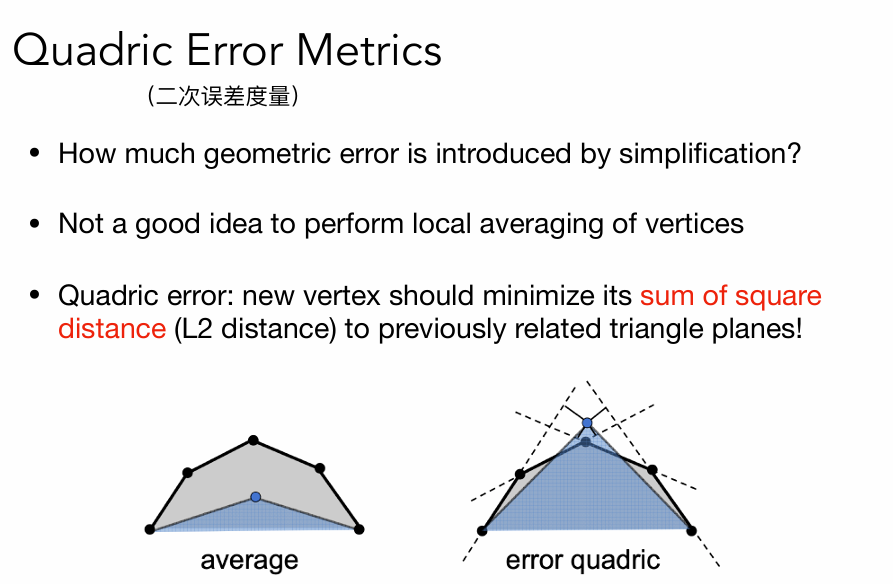 Quadric Error Metrics
（二次误差度量）
• How much geometric error is introduced by simplification?
• Not a good idea to perform local averaging of vertices
• Quadric error: new vertex should minimize its sum of square
distance (L2 distance) to previously related triangle planes!
average
error quadric